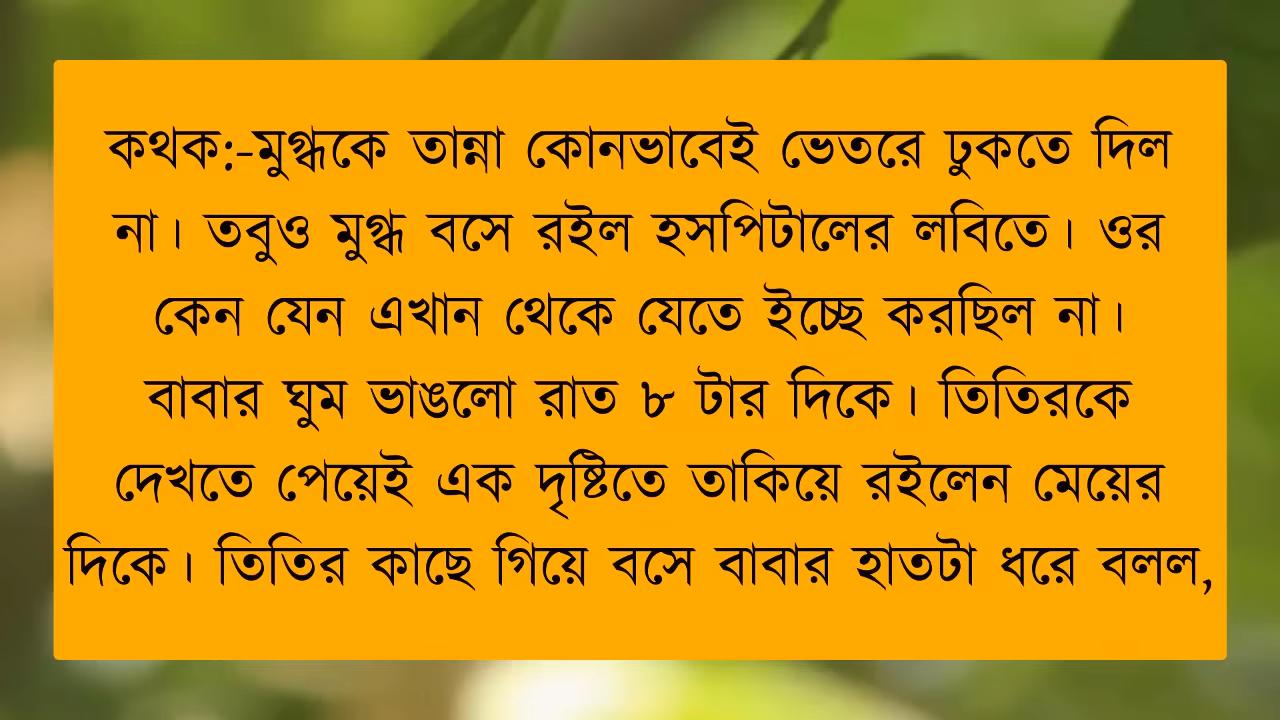 কথক:-মুগ্ধকে তান্না কোনভাবেই ভেতরে ঢুকতে দিল
না। তবুও মুগ্ধ বসে রইল হসপিটালের লবিতে। ওর
কেন যেন এখান থেকে যেতে ইচ্ছে করছিল না।
বাবার ঘুম ভাঙলো রাত ৮ টার দিকে। তিতিরকে
দেখতে পেয়েই এক দৃষ্টিতে তাকিয়ে রইলেন মেয়ের
দিকে। তিতির কাছে গিয়ে বসে বাবার হাতটা ধরে বলল,